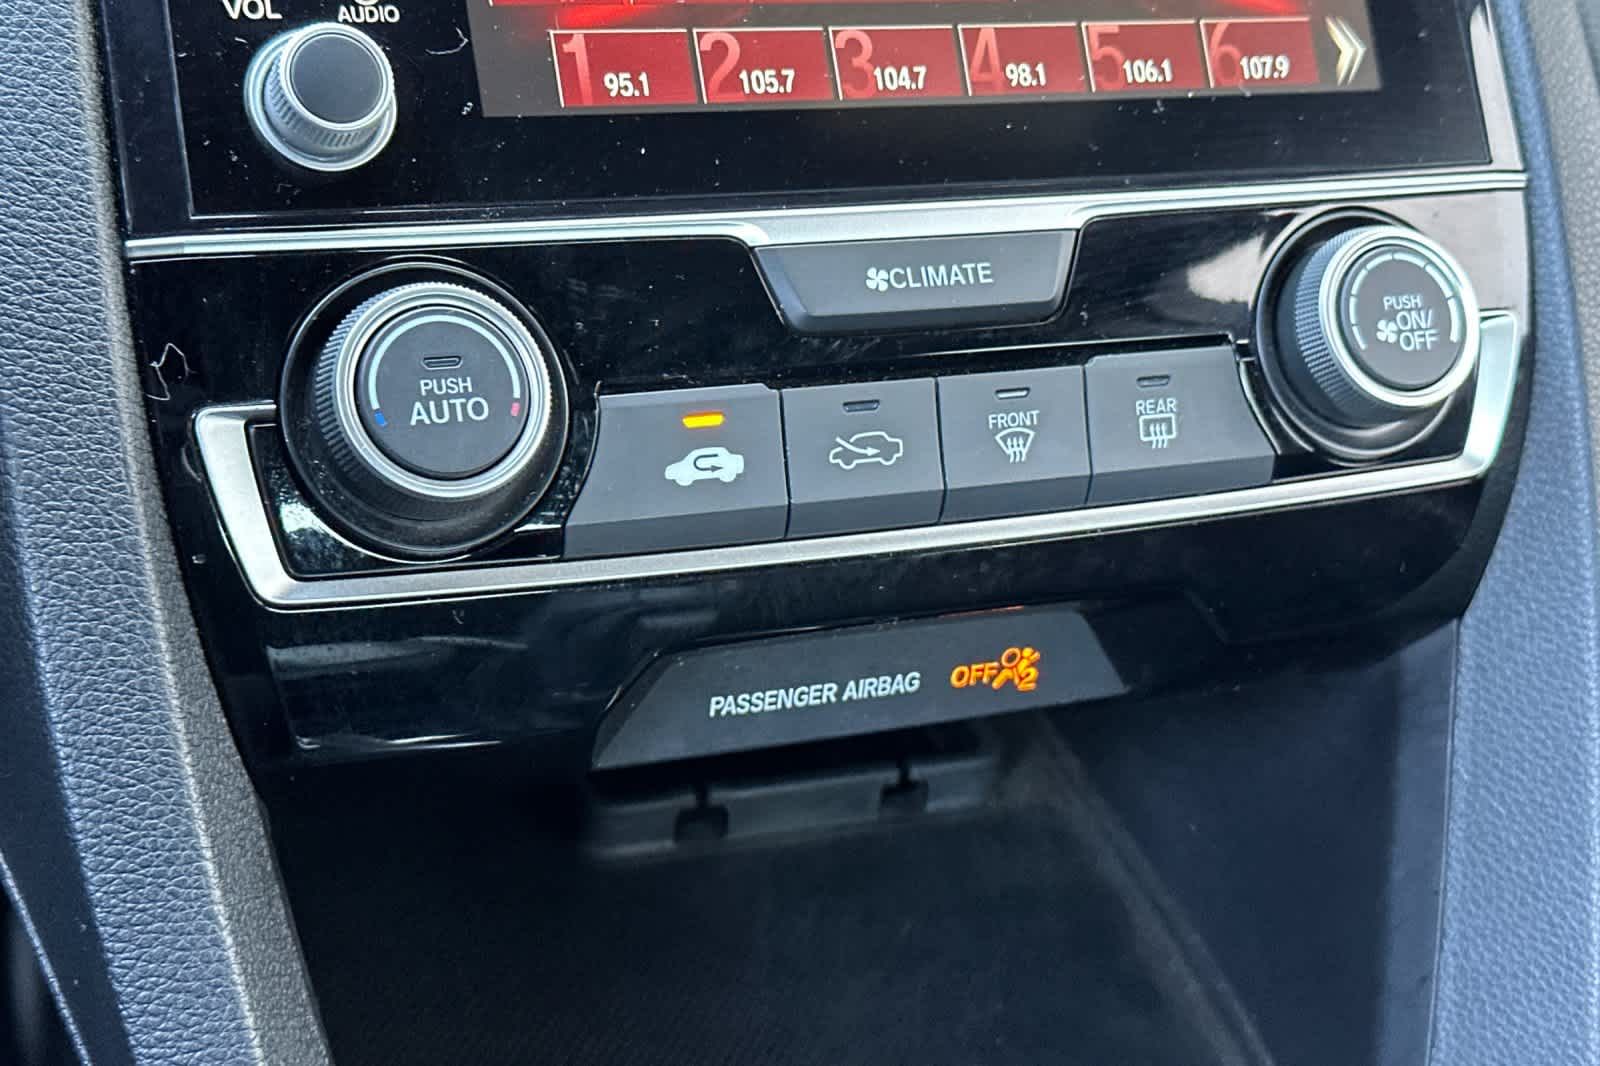 VOL
AUDIO
1 95.1
2 105.7
3 104.7
4 98.1
5 106.1
6 107.9
CLIMATE
PUSH
AUTO
PUSH
ON/
OFF
FRONT
REAR
PASSENGER AIRBAG OFF 2